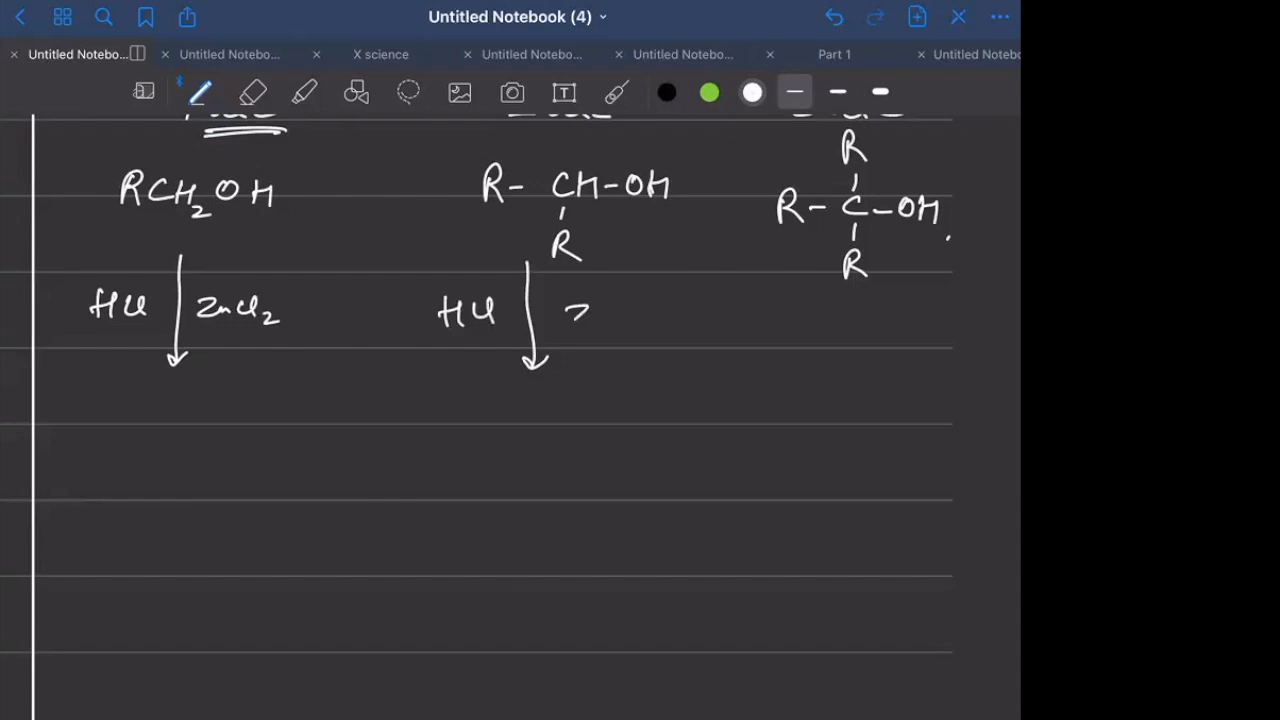 Untitled Notebook (4)
Untitled Notebo... Untitled Notebo... X science Untitled Notebo... Untitled Notebo... Part 1 Untitled Notebo
T
RCH2OH
R- CH-OH
R
R
R- C -OH.
R
HCl ZnCl2
HCl